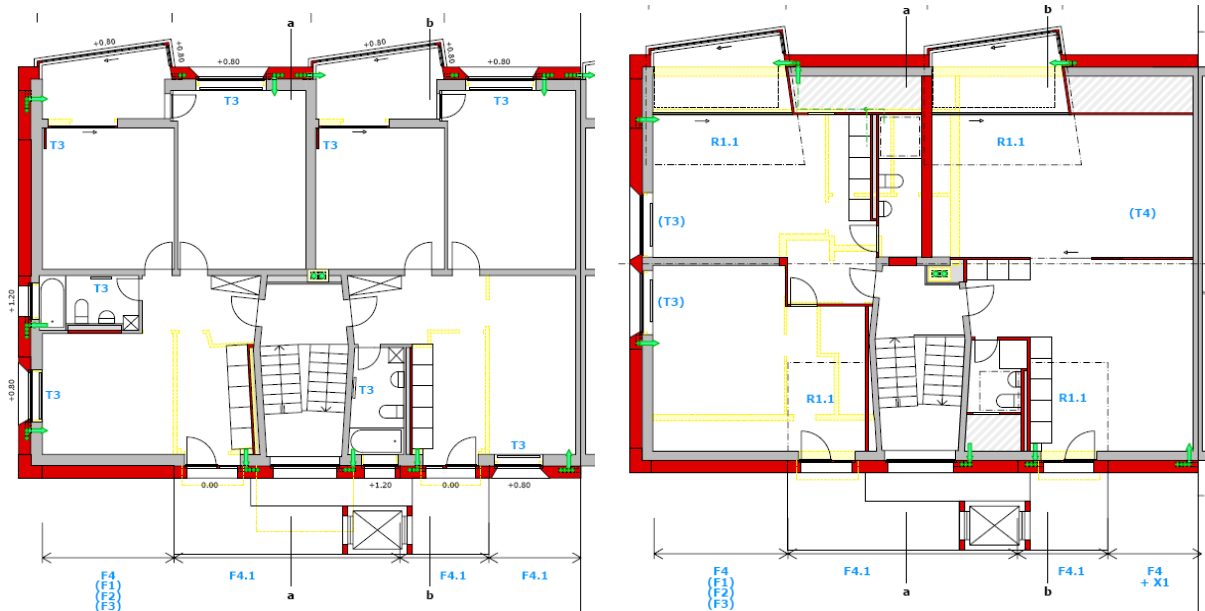 a
b
+0.80
+0.80
+0.80
+0.80
+0.80
+0.80
T3
T3
T3
T3
T3
+1.20
T3
T3
+0.80
T3
0.00
+1.20
0.00
+0.80
F4
(F1)
(F2)
(F3)
F4.1
F4.1
F4.1
a
b
a
b
R1.1
R1.1
(T3)
(T4)
(T3)
R1.1
R1.1
F4
(F1)
(F2)
(F3)
F4.1
F4.1
F4
+ X1
a
b